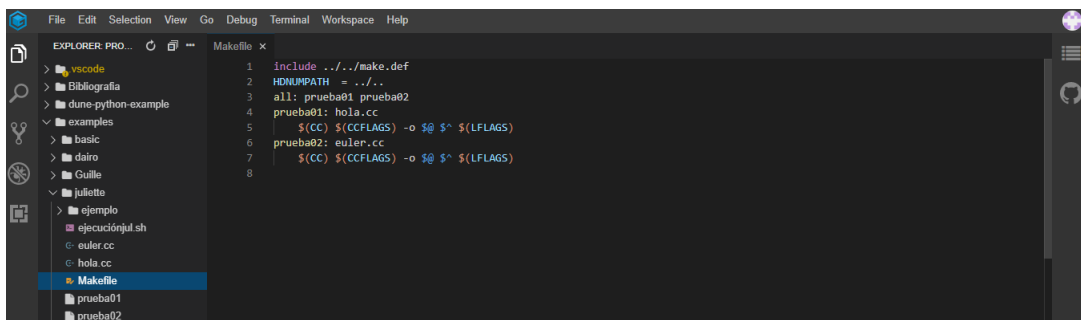 File Edit Selection View Go Debug Terminal Workspace Help
EXPLORER: PRO... ···
Makefile ×
> vscode
> Bibliografia
> dune-python-example
examples
> basic
> dairo
> Guille
juliette
> ejemplo
ejecuciónjul.sh
euler.cc
hola.cc
Makefile
prueba01
prueba02
1 include ../../make.def
2 HDNUMPATH = ../..
3 all: prueba01 prueba02
4 prueba01: hola.cc
5 $(CC) $(CCFLAGS) -o $@ $^ $(LFLAGS)
6 prueba02: euler.cc
7 $(CC) $(CCFLAGS) -o $@ $^ $(LFLAGS)
8